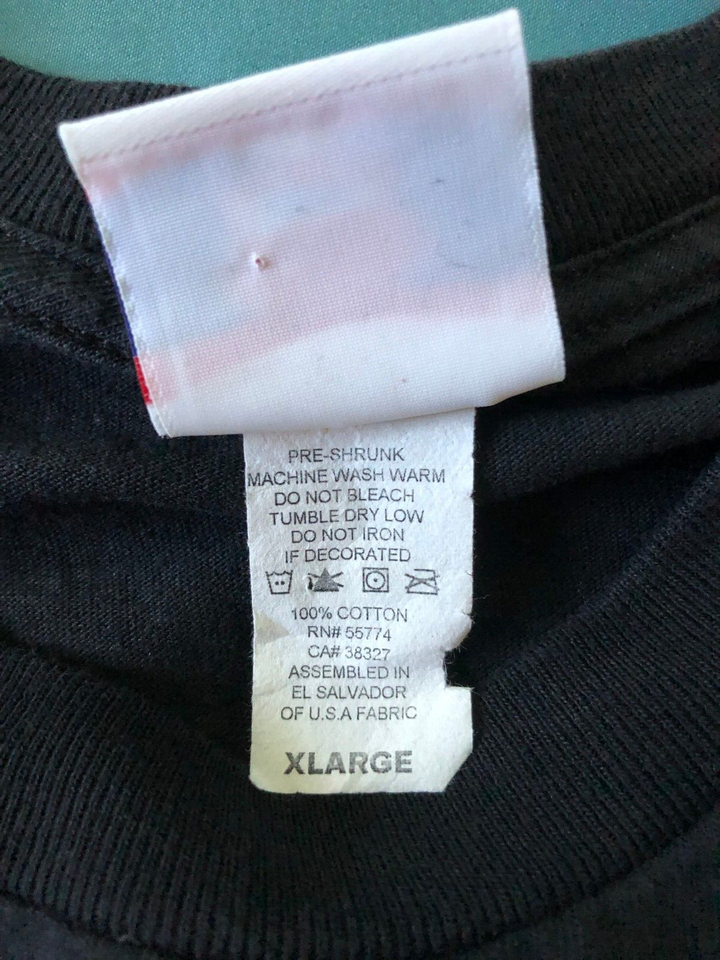 PRE-SHRUNK
MACHINE WASH WARM
DO NOT BLEACH
TUMBLE DRY LOW
DO NOT IRON
IF DECORATED
100% COTTON
RN# 55774
CA# 38327
ASSEMBLED IN
EL SALVADOR
OF U.S.A FABRIC
XLARGE